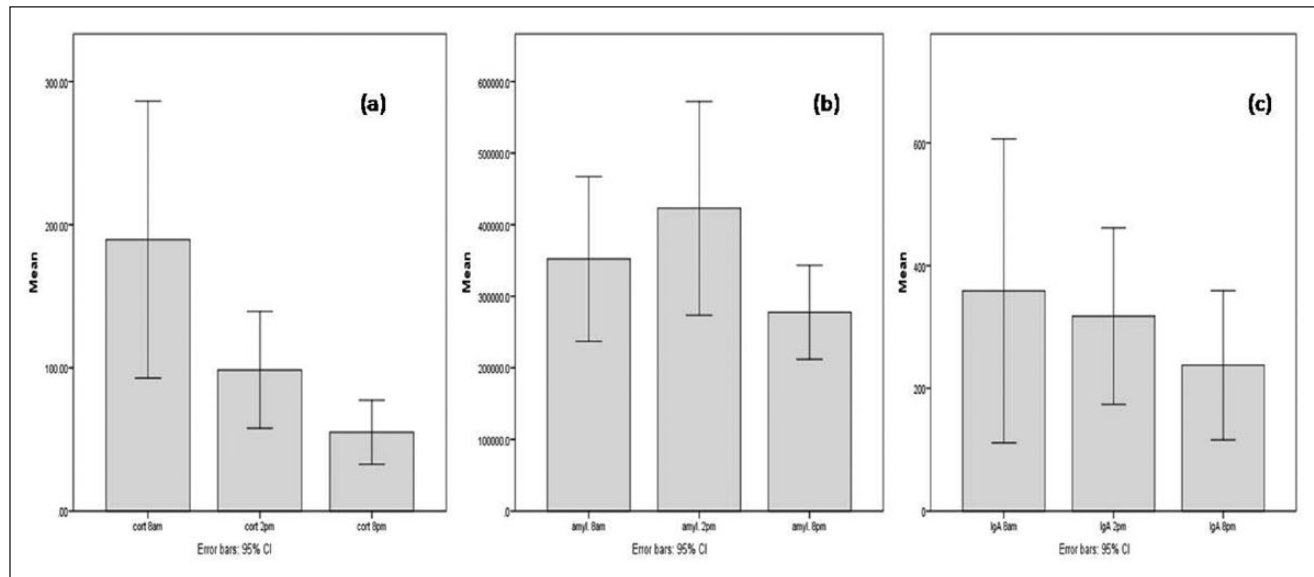 (a)
300.00
200.00
100.00
.00
Mean
cort 8am cort 2pm cort 8pm
Error bars: 95% CI
(b)
600000.0
500000.0
400000.0
300000.0
200000.0
100000.0
.0
Mean
amyl. 8am amyl. 2pm amyl. 8pm
Error bars: 95% CI
(c)
600
400
200
0
Mean
IgA 8am IgA 2pm IgA 8pm
Error bars: 95% CI